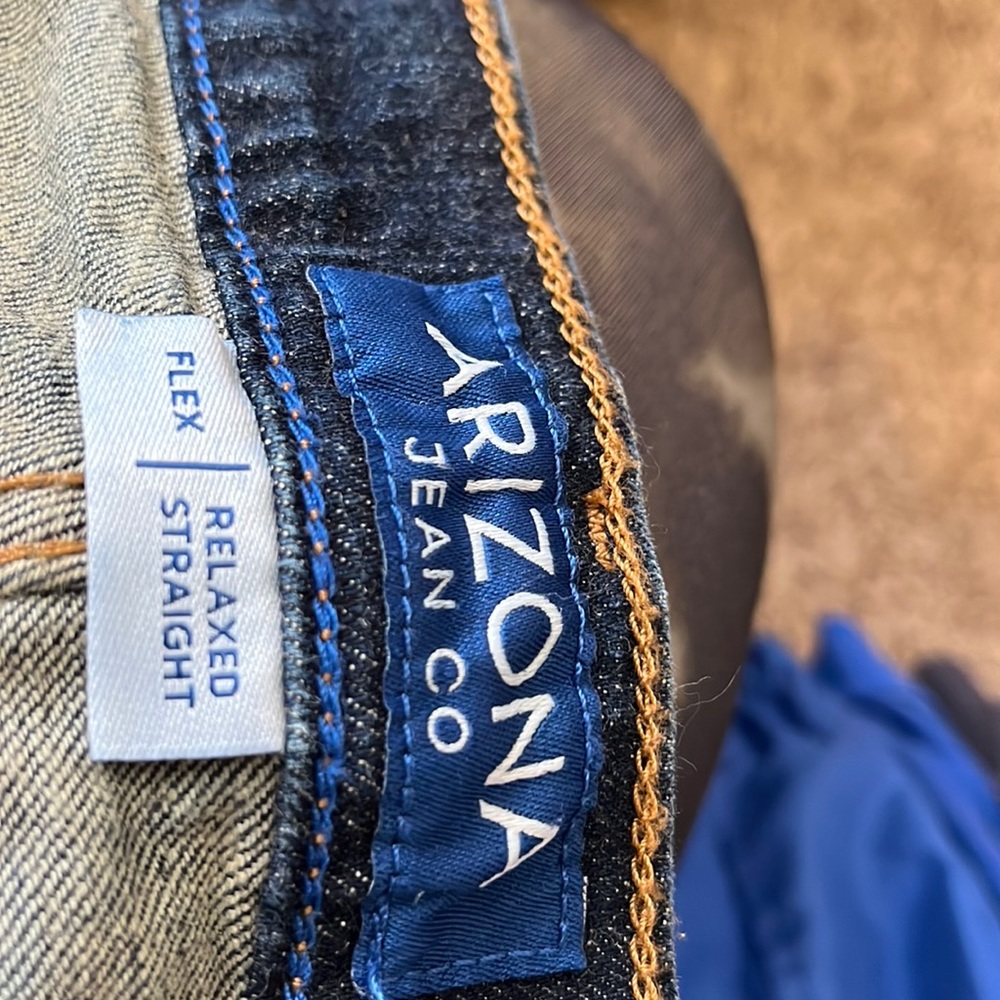 ARIZONA
JEAN CO
FLEX
RELAXED
STRAIGHT